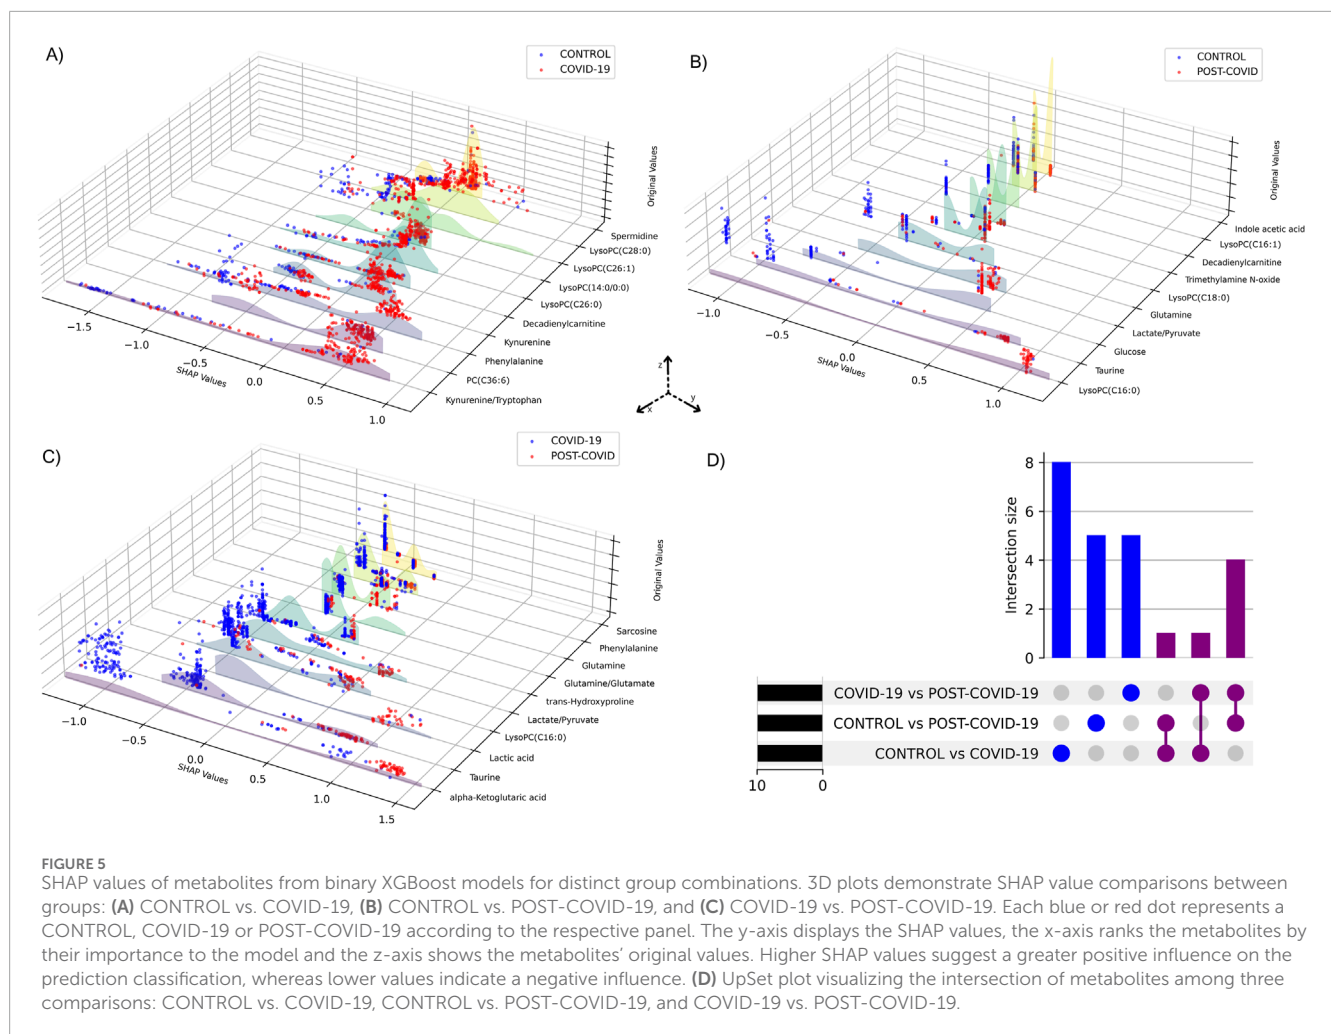 A)
CONTROL
COVID-19
Original Values
Spermidine
LysoPC(C28:0)
LysoPC(C26:1)
LysoPC(14:0/0:0)
LysoPC(C26:0)
Decadienylcarnitine
Kynurenine
Phenylalanine
PC(C36:6)
Kynurenine/Tryptophan
−1.5
−1.0
−0.5
0.0
0.5
1.0
SHAP Values
B)
CONTROL
POST-COVID
Original Values
Indole acetic acid
LysoPC(C16:1)
Decadienylcarnitine
Trimethylamine N-oxide
LysoPC(C18:0)
Glutamine
Lactate/Pyruvate
Glucose
Taurine
LysoPC(C16:0)
−1.0
−0.5
0.0
0.5
1.0
SHAP Values
z
x
y
C)
COVID-19
POST-COVID
Original Values
Sarcosine
Phenylalanine
Glutamine
Glutamine/Glutamate
trans-Hydroxyproline
Lactate/Pyruvate
LysoPC(C16:0)
Lactic acid
Taurine
alpha-Ketoglutaric acid
−1.0
−0.5
0.0
0.5
1.0
1.5
SHAP Values
D)
8
6
4
2
0
Intersection size
COVID-19 vs POST-COVID-19
CONTROL vs POST-COVID-19
CONTROL vs COVID-19
10 0
FIGURE 5
SHAP values of metabolites from binary XGBoost models for distinct group combinations. 3D plots demonstrate SHAP value comparisons between
groups: (A) CONTROL vs. COVID-19, (B) CONTROL vs. POST-COVID-19, and (C) COVID-19 vs. POST-COVID-19. Each blue or red dot represents a
CONTROL, COVID-19 or POST-COVID-19 according to the respective panel. The y-axis displays the SHAP values, the x-axis ranks the metabolites by
their importance to the model and the z-axis shows the metabolites' original values. Higher SHAP values suggest a greater positive influence on the
prediction classification, whereas lower values indicate a negative influence. (D) UpSet plot visualizing the intersection of metabolites among three
comparisons: CONTROL vs. COVID-19, CONTROL vs. POST-COVID-19, and COVID-19 vs. POST-COVID-19.